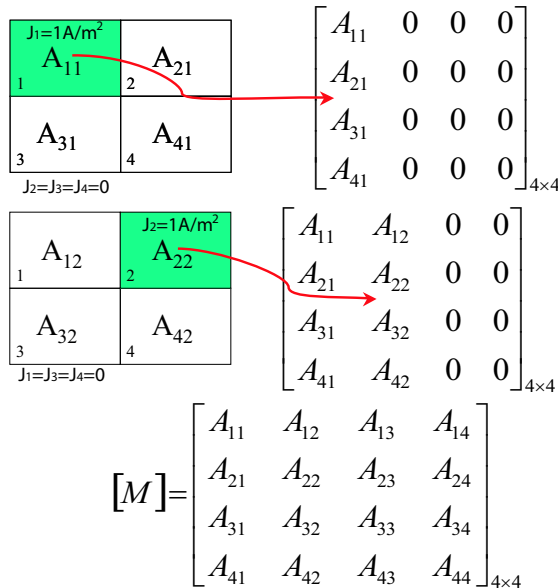 J₁=1A/m²
A₁₁ A₂₁
1 2
A₃₁ A₄₁
3 4
J₂=J₃=J₄=0
A₁₁ 0 0 0
A₂₁ 0 0 0
A₃₁ 0 0 0
A₄₁ 0 0 0
4×4
J₂=1A/m²
A₁₂ A₂₂
1 2
A₃₂ A₄₂
3 4
J₁=J₃=J₄=0
A₁₁ A₁₂ 0 0
A₂₁ A₂₂ 0 0
A₃₁ A₃₂ 0 0
A₄₁ A₄₂ 0 0
4×4
[M]=
A₁₁ A₁₂ A₁₃ A₁₄
A₂₁ A₂₂ A₂₃ A₂₄
A₃₁ A₃₂ A₃₃ A₃₄
A₄₁ A₄₂ A₄₃ A₄₄
4×4